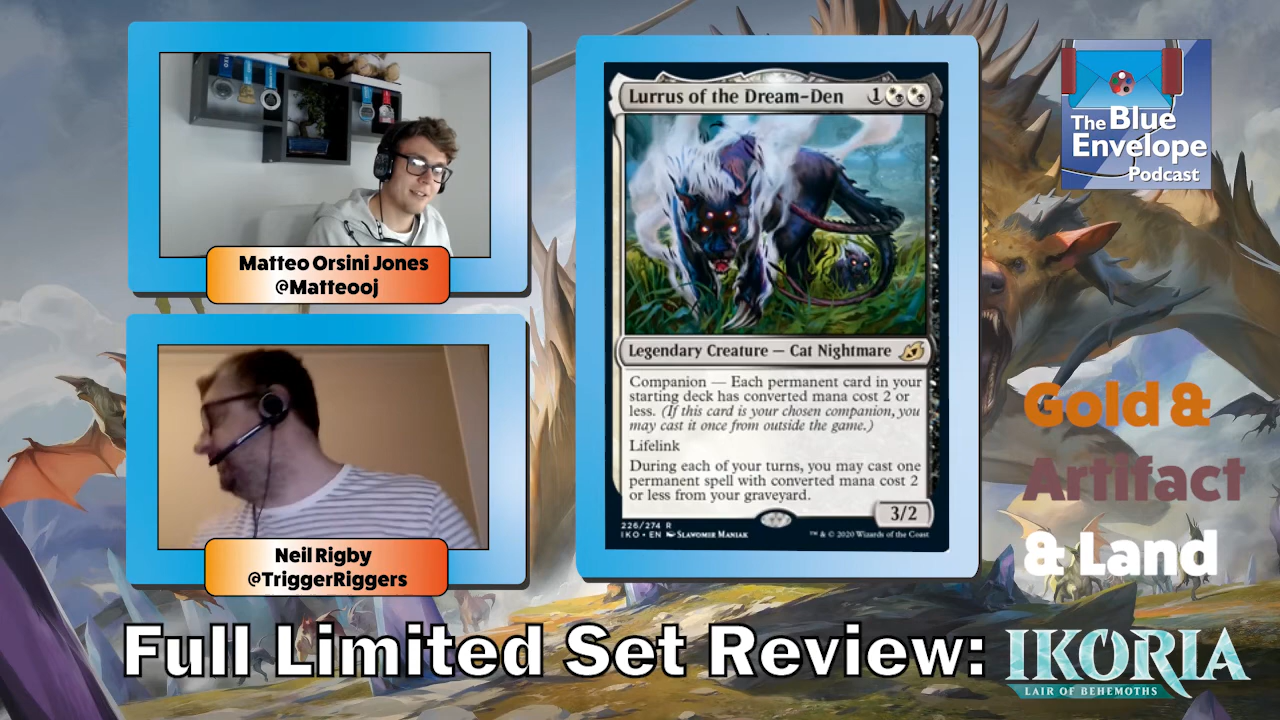 Matteo Orsini Jones
@Matteooj
Neil Rigby
@TriggerRiggers
Lurrus of the Dream-Den 1
Legendary Creature — Cat Nightmare
Companion — Each permanent card in your
starting deck has converted mana cost 2 or
less. (If this card is your chosen companion, you
may cast it once from outside the game.)
Lifelink
During each of your turns, you may cast one
permanent spell with converted mana cost 2
or less from your graveyard.
3/2
226/274 R
IKO • EN SLAWOMIR MANIAK
™ & © 2020 Wizards of the Coast
The Blue
Envelope
Podcast
Gold &
Artifact
& Land
Full Limited Set Review:
IKORIA
LAIR OF BEHEMOTHS